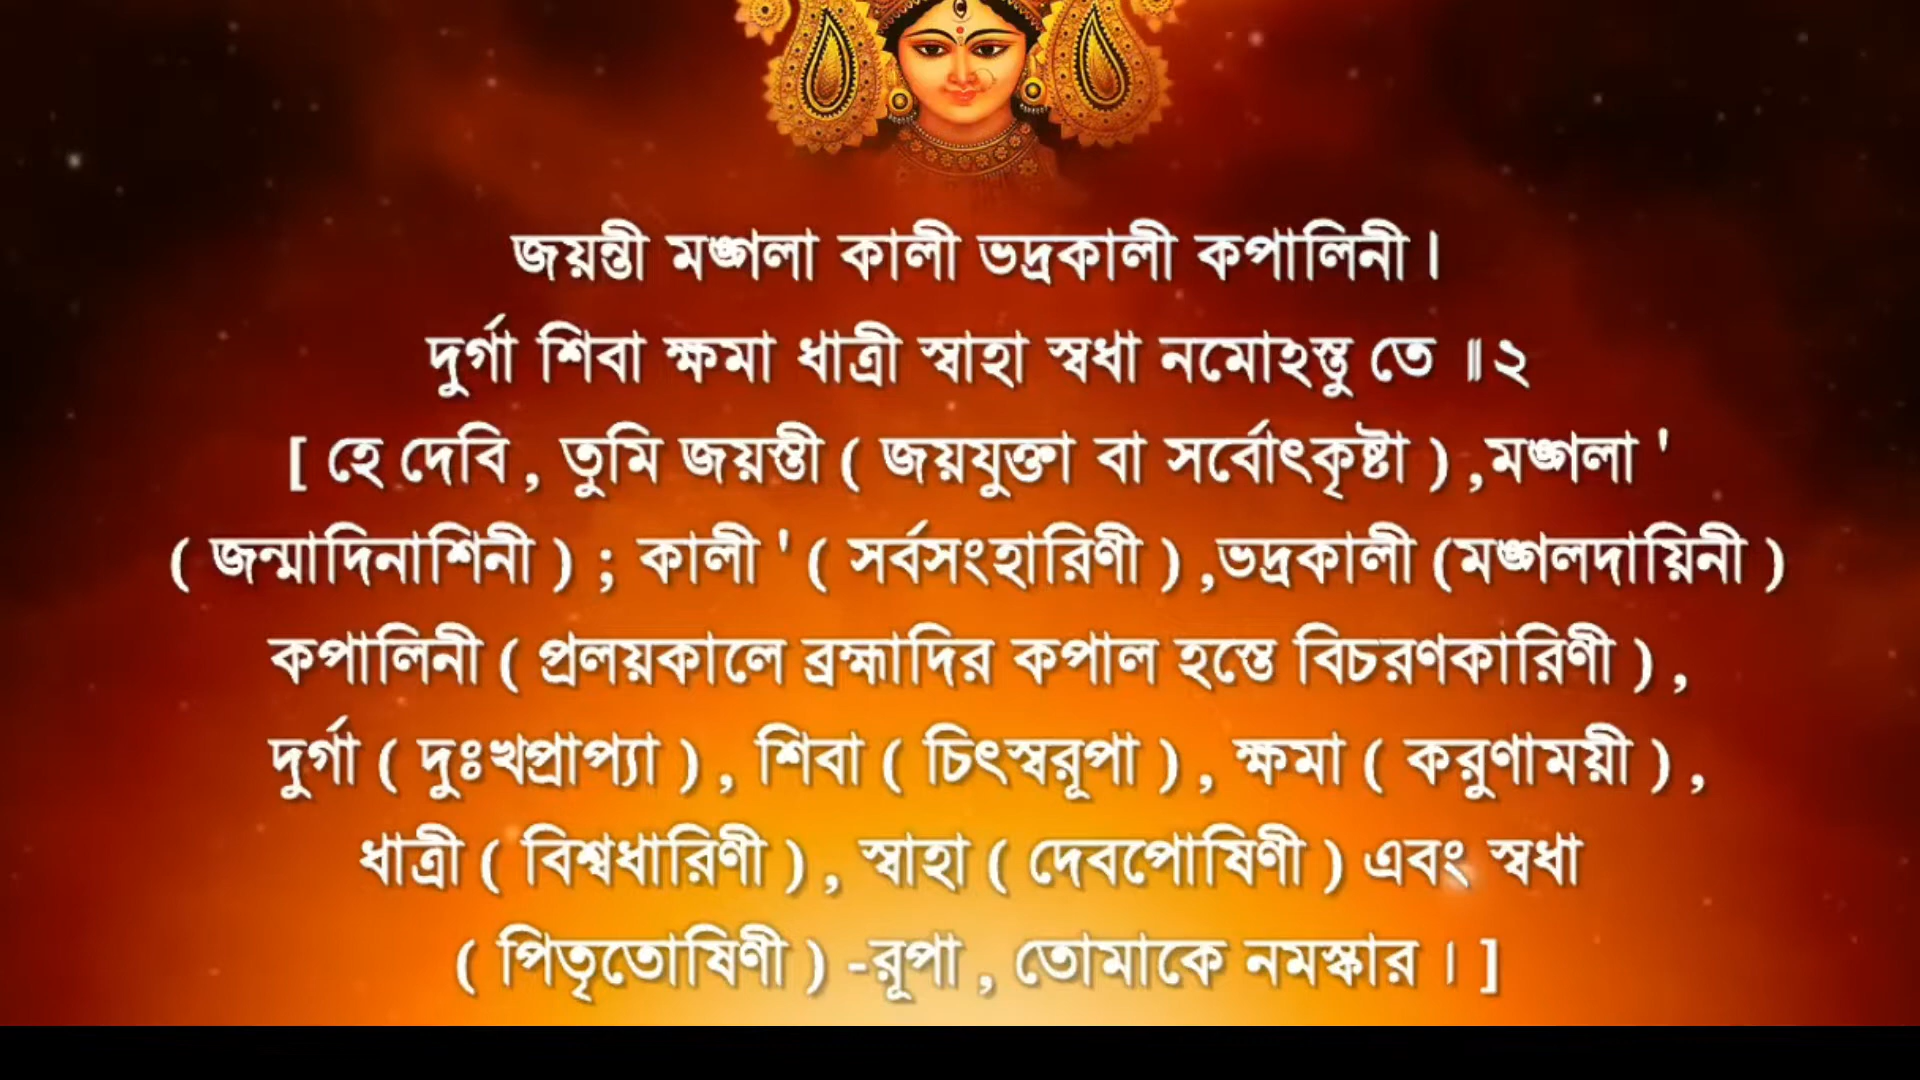 জয়ন্তী মঙ্গলা কালী ভদ্রকালী কপালিনী।
দুর্গা শিবা ক্ষমা ধাত্রী স্বাহা স্বধা নমোঽস্তু তে ॥২
[ হে দেবি , তুমি জয়ন্তী ( জয়যুক্তা বা সর্বোৎকৃষ্টা ) ,মঙ্গলা '
( জন্মাদিনাশিনী ) ; কালী ' ( সর্বসংহারিণী ) ,ভদ্রকালী (মঙ্গলদায়িনী )
কপালিনী ( প্রলয়কালে ব্রহ্মাদির কপাল হস্তে বিচরণকারিণী ) ,
দুর্গা ( দুঃখপ্রাপ্যা ) , শিবা ( চিৎস্বরূপা ) , ক্ষমা ( করুণাময়ী ) ,
ধাত্রী ( বিশ্বধারিণী ) , স্বাহা ( দেবপোষিণী ) এবং স্বধা
( পিতৃতোষিণী ) -রূপা , তোমাকে নমস্কার । ]